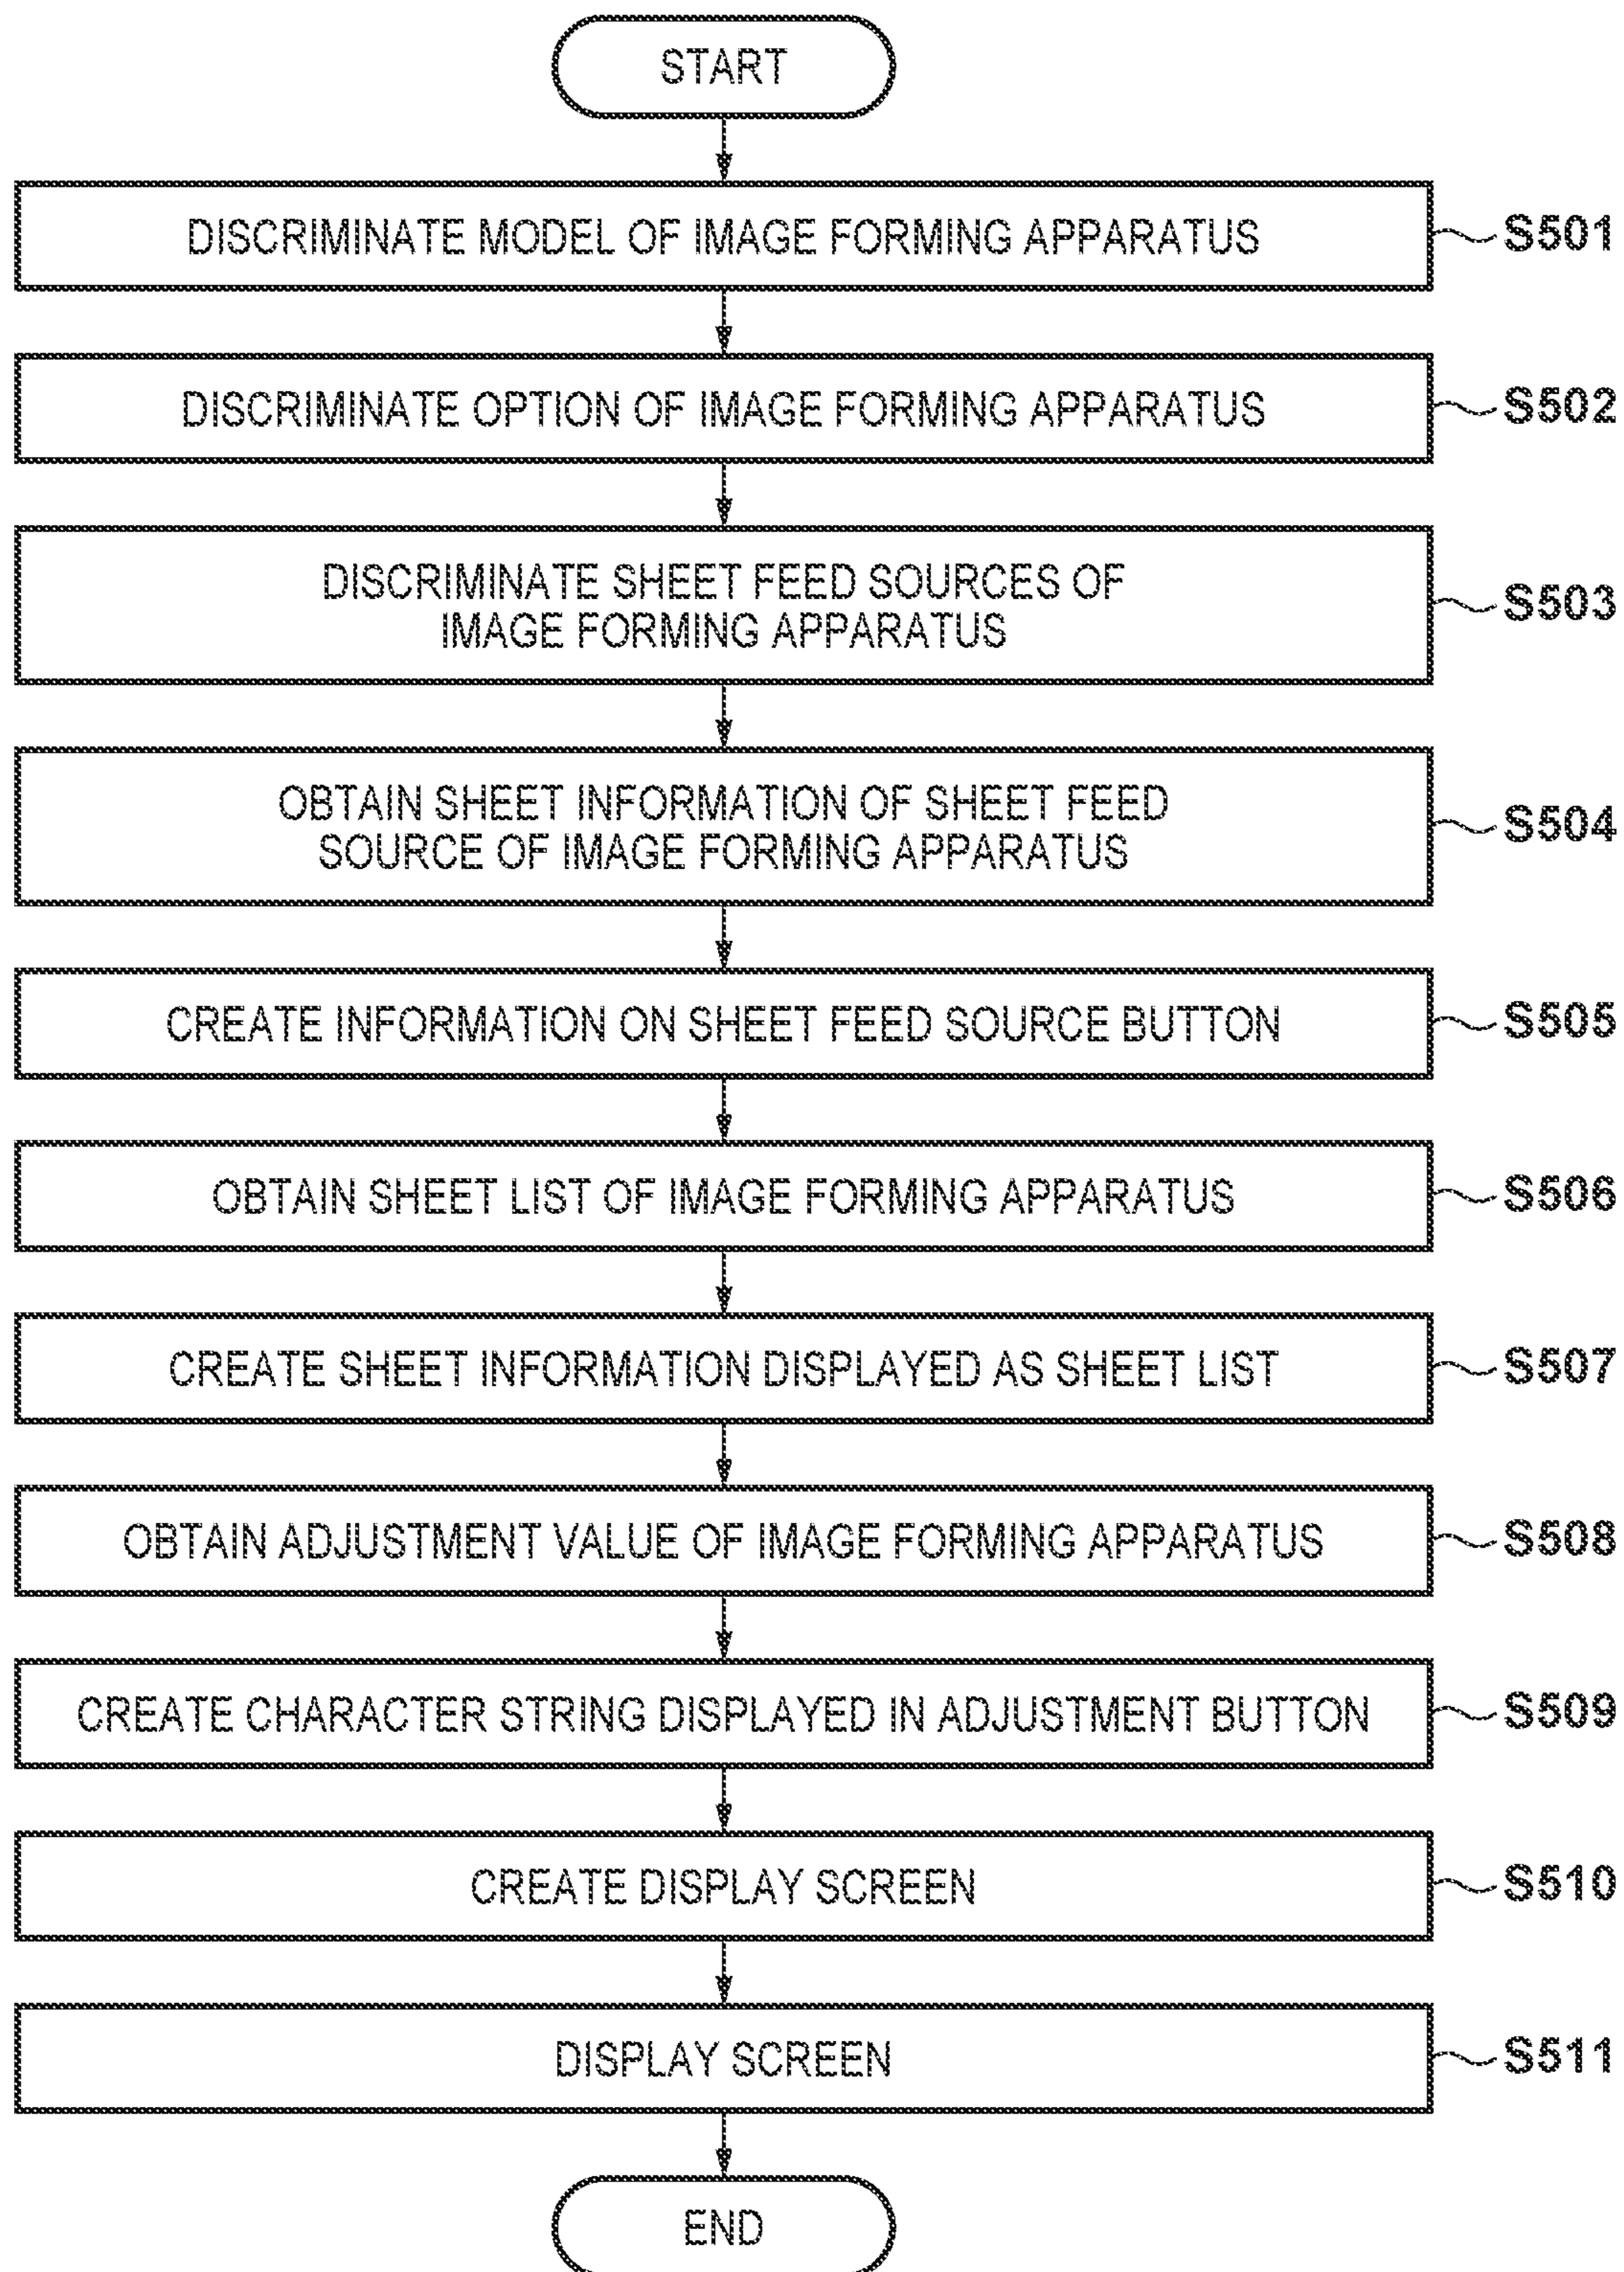 START
DISCRIMINATE MODEL OF IMAGE FORMING APPARATUS
S501
DISCRIMINATE OPTION OF IMAGE FORMING APPARATUS
S502
DISCRIMINATE SHEET FEED SOURCES OF
IMAGE FORMING APPARATUS
S503
OBTAIN SHEET INFORMATION OF SHEET FEED
SOURCE OF IMAGE FORMING APPARATUS
S504
CREATE INFORMATION ON SHEET FEED SOURCE BUTTON
S505
OBTAIN SHEET LIST OF IMAGE FORMING APPARATUS
S506
CREATE SHEET INFORMATION DISPLAYED AS SHEET LIST
S507
OBTAIN ADJUSTMENT VALUE OF IMAGE FORMING APPARATUS
S508
CREATE CHARACTER STRING DISPLAYED IN ADJUSTMENT BUTTON
S509
CREATE DISPLAY SCREEN
S510
DISPLAY SCREEN
S511
END